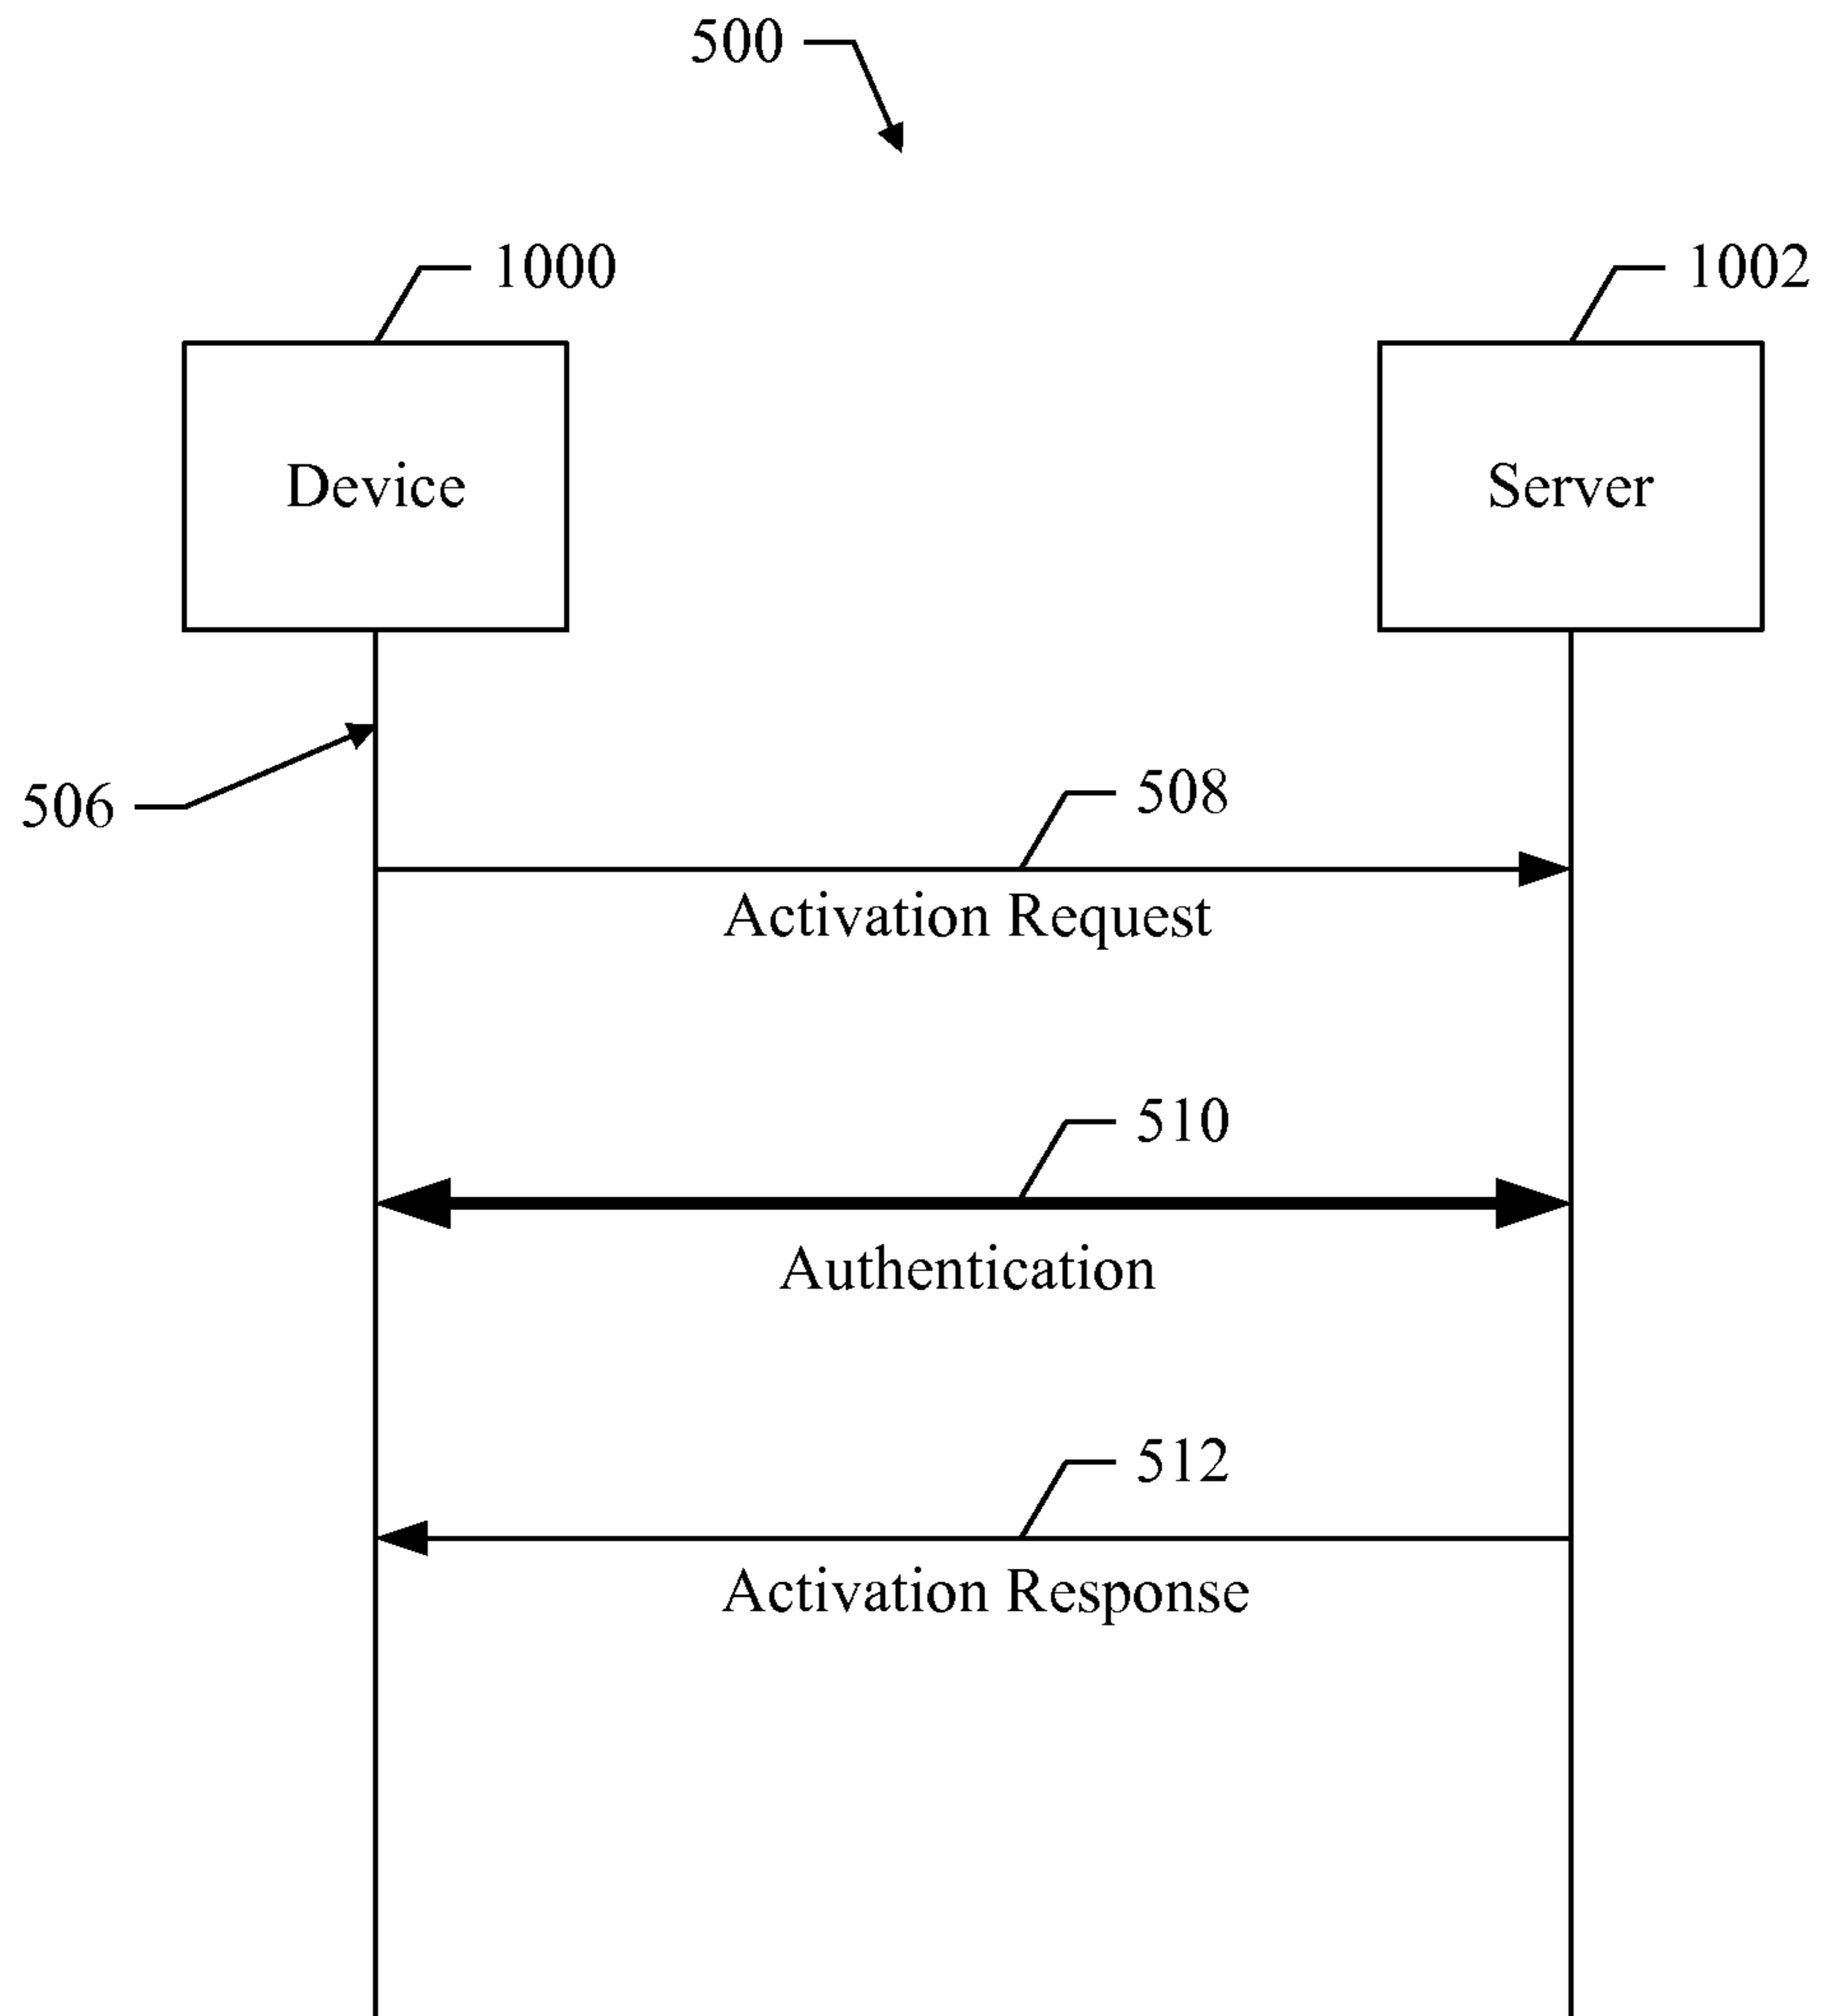 500
1000
1002
Device
Server
506
508
Activation Request
510
Authentication
512
Activation Response